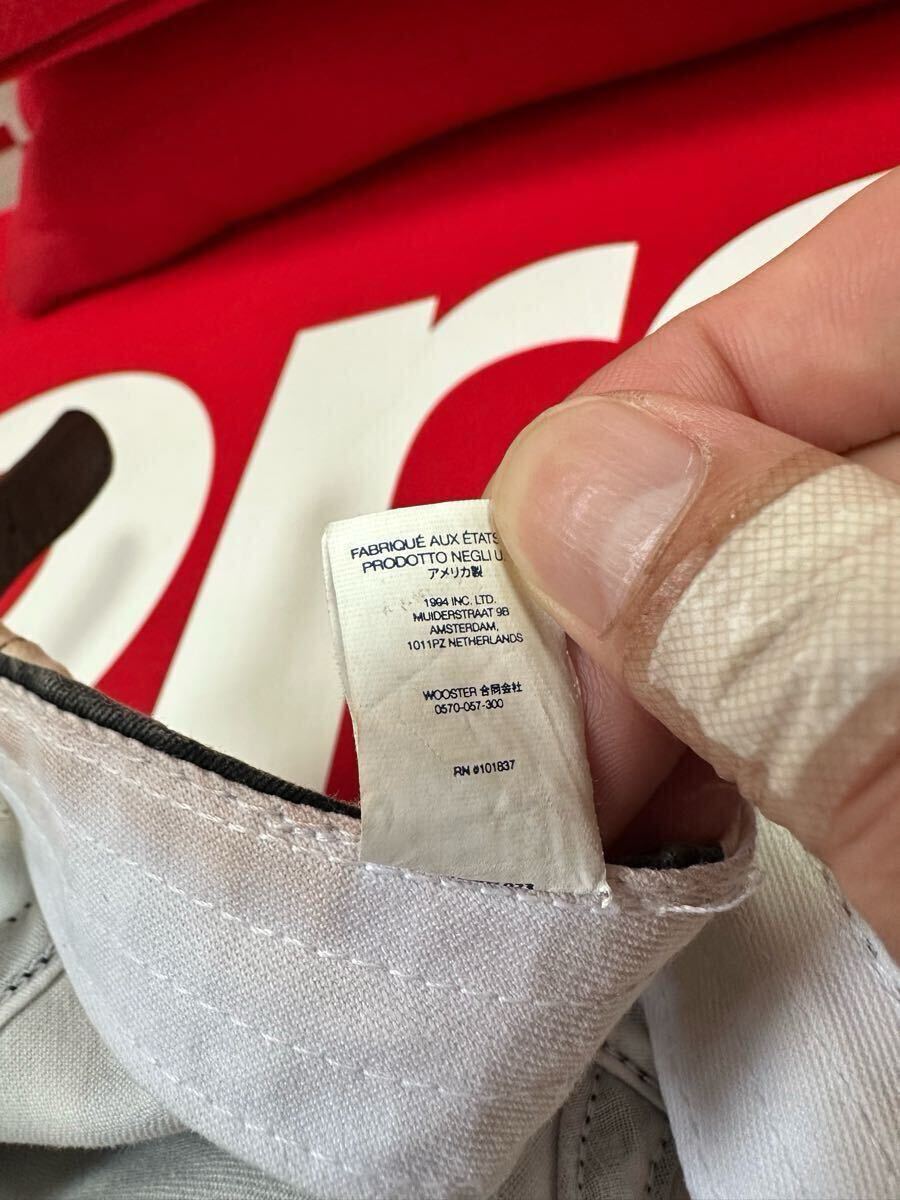 pre
FABRIQUÉ AUX ÉTATS
PRODOTTO NEGLI U
アメリカ製
1994 INC. LTD.
MUIDERSTRAAT 9B
AMSTERDAM,
1011PZ NETHERLANDS
WOOSTER 合同会社
0570-057-300
RN #101837